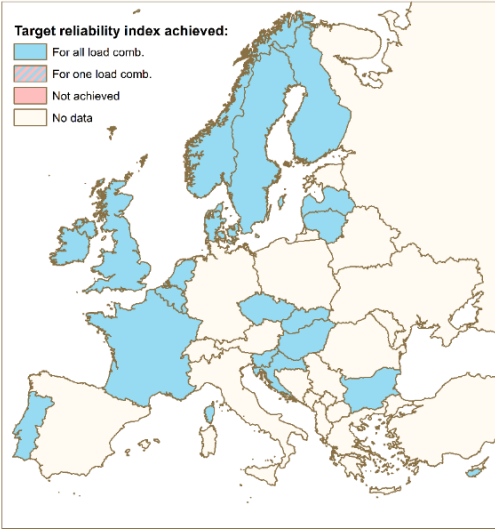 Target reliability index achieved:
For all load comb.
For one load comb.
Not achieved
No data